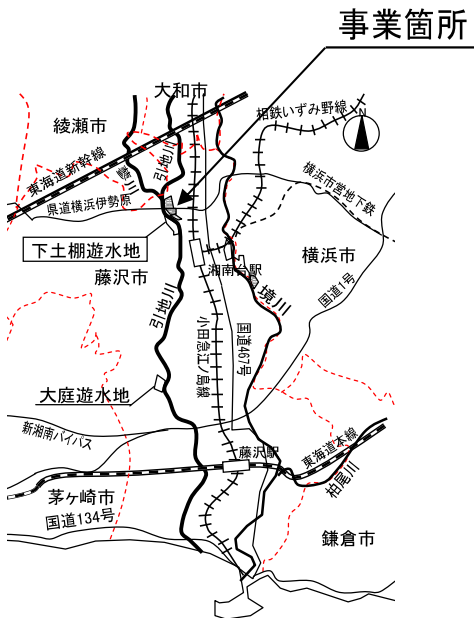 事業箇所
大和市
相鉄いずみ野線
N
綾瀬市
東海道新幹線
引地川
蓼川
県道横浜伊勢原
横浜市営地下鉄
下土棚遊水地
横浜市
藤沢市
湘南台駅
国道1号
境川
引地川
小田急江ノ島線
国道467号
大庭遊水地
新湘南バイパス
藤沢駅
東海道本線
柏尾川
茅ヶ崎市
国道134号
鎌倉市